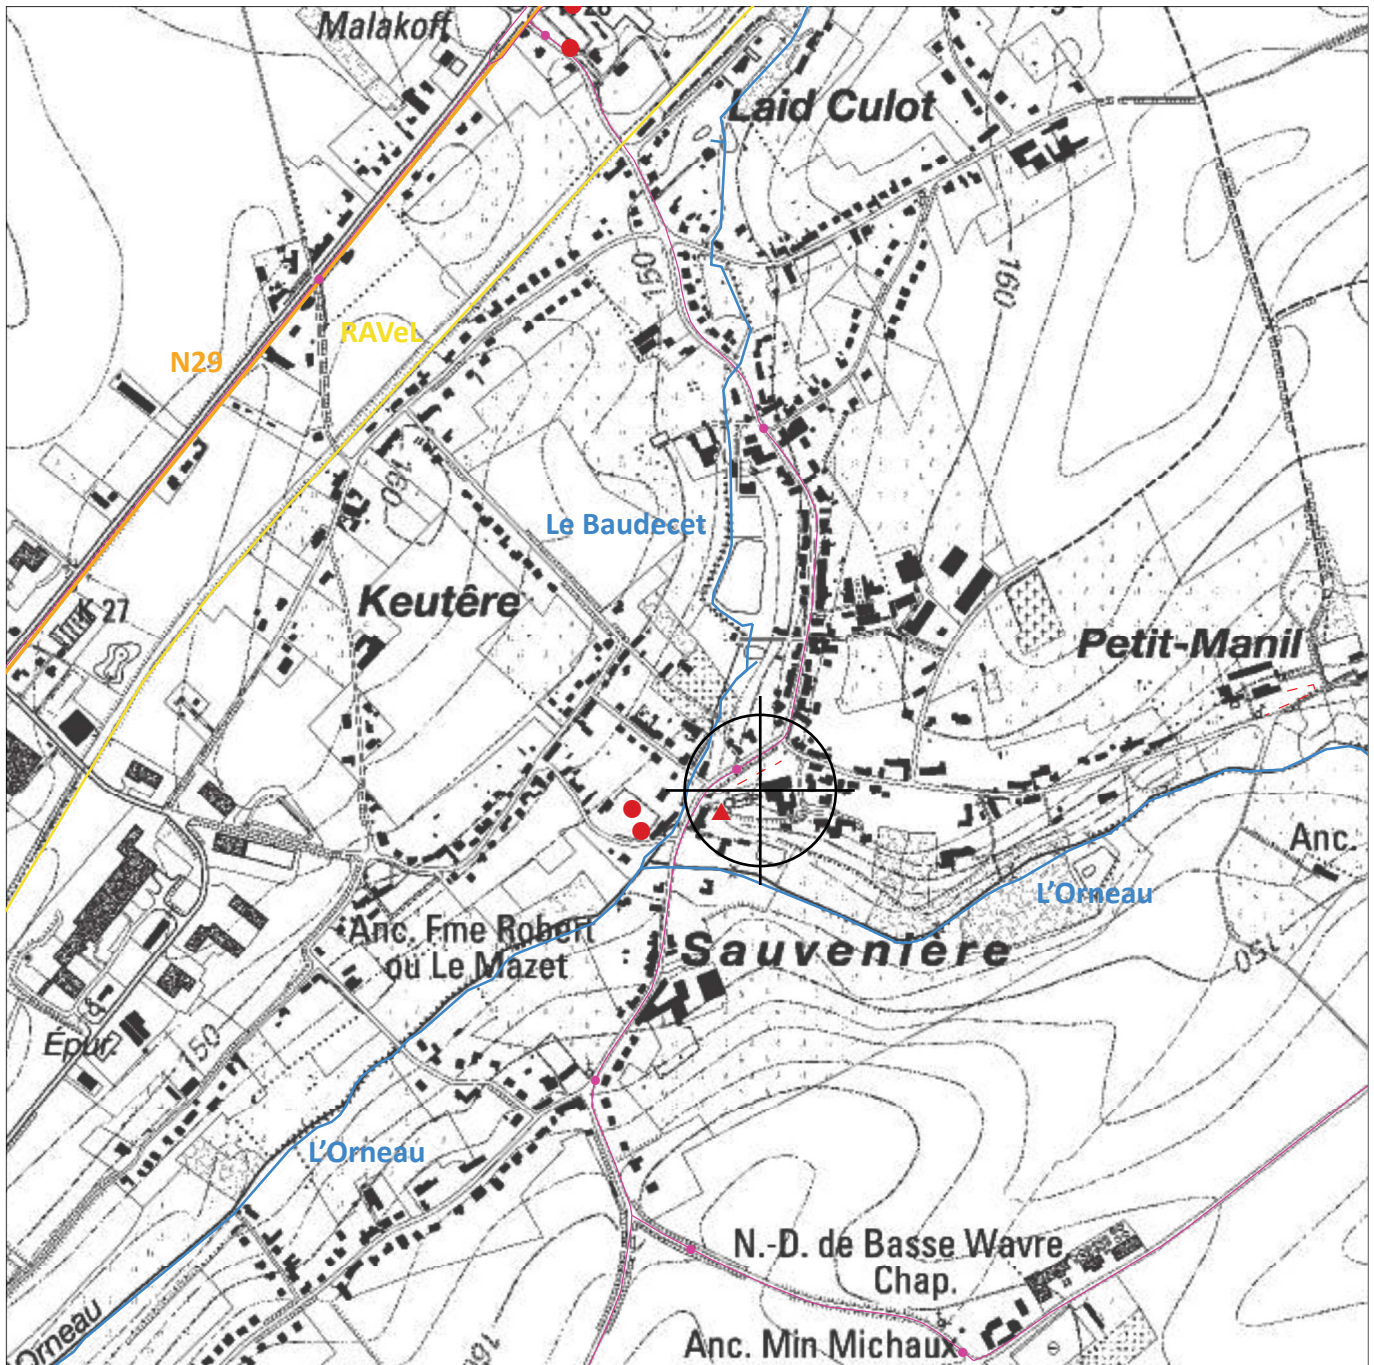 Malakoff
Laid Culot
150
160
RAVeL
N29
160
Le Baudecet
Keutêre
K 27
Petit-Manil
Anc.
L'Orneau
Anc. Fme Robert
ou Le Mazet
Sauvenière
150
Épur.
150
L'Orneau
N.-D. de Basse Wavre
Chap.
Orneau
Anc. Min Michaux